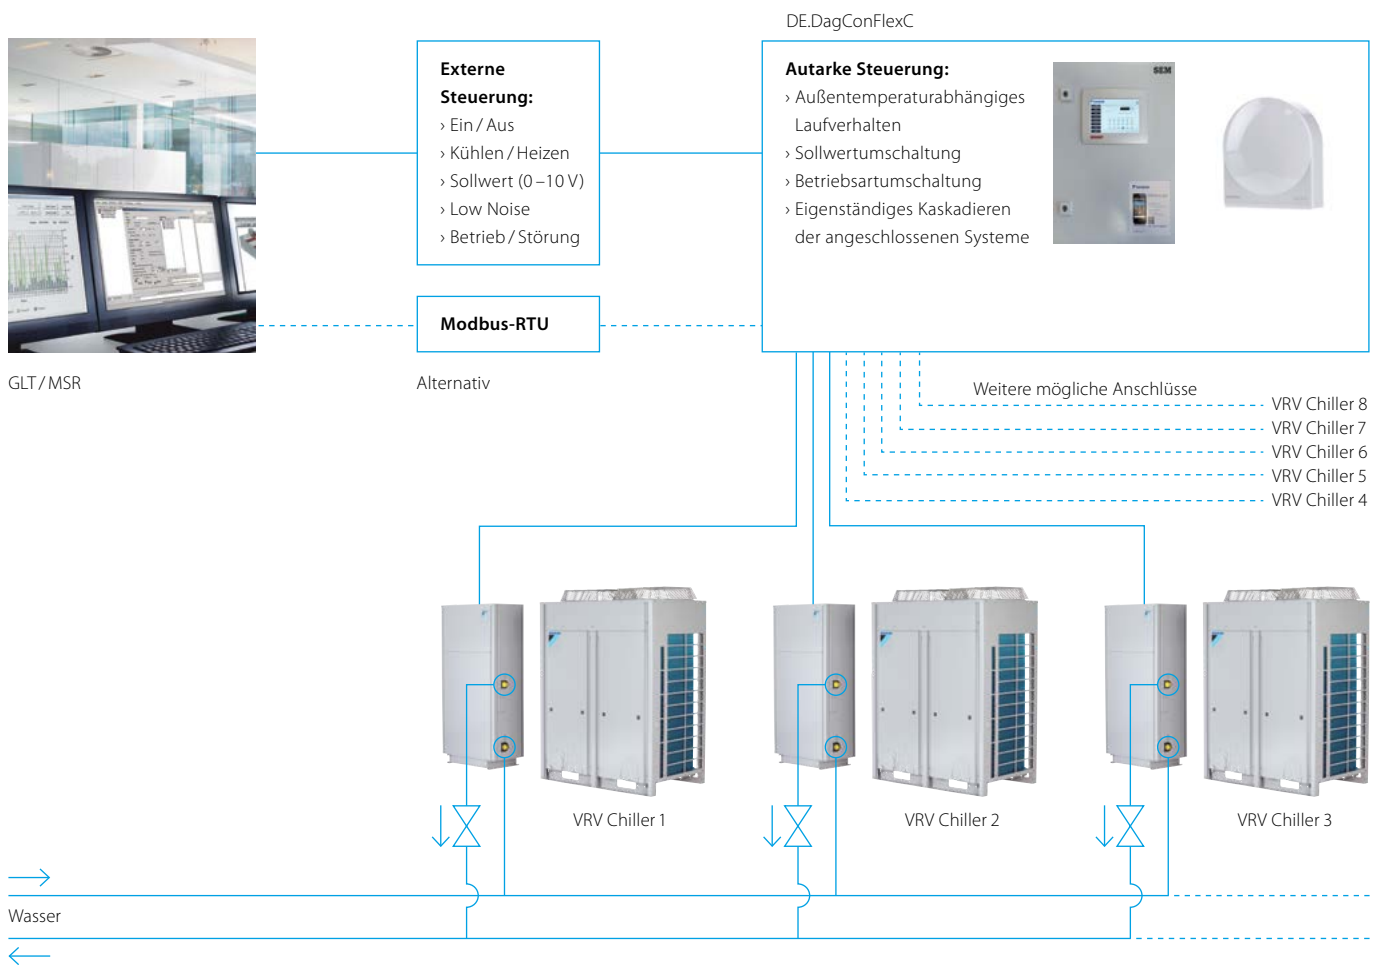 DE.DagConFlexC
Externe
Steuerung:
› Ein / Aus
› Kühlen / Heizen
› Sollwert (0 – 10 V)
› Low Noise
› Betrieb / Störung
Autarke Steuerung:
› Außentemperaturabhängiges
Laufverhalten
› Sollwertumschaltung
› Betriebsartumschaltung
› Eigenständiges Kaskadieren
der angeschlossenen Systeme
SEM
Modbus-RTU
GLT / MSR
Alternativ
Weitere mögliche Anschlüsse
VRV Chiller 8
VRV Chiller 7
VRV Chiller 6
VRV Chiller 5
VRV Chiller 4
VRV Chiller 1
VRV Chiller 2
VRV Chiller 3
Wasser